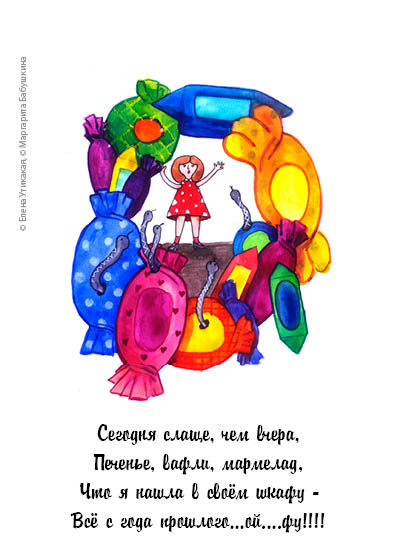 © Елена Утикакая, © Маргарита Бабушкина
Сегодня слаще, чем вчера,
Печенье, вафли, мармелад,
Что я нашла в своём шкафу -
Всё с года прошлого...ой....фу!!!!